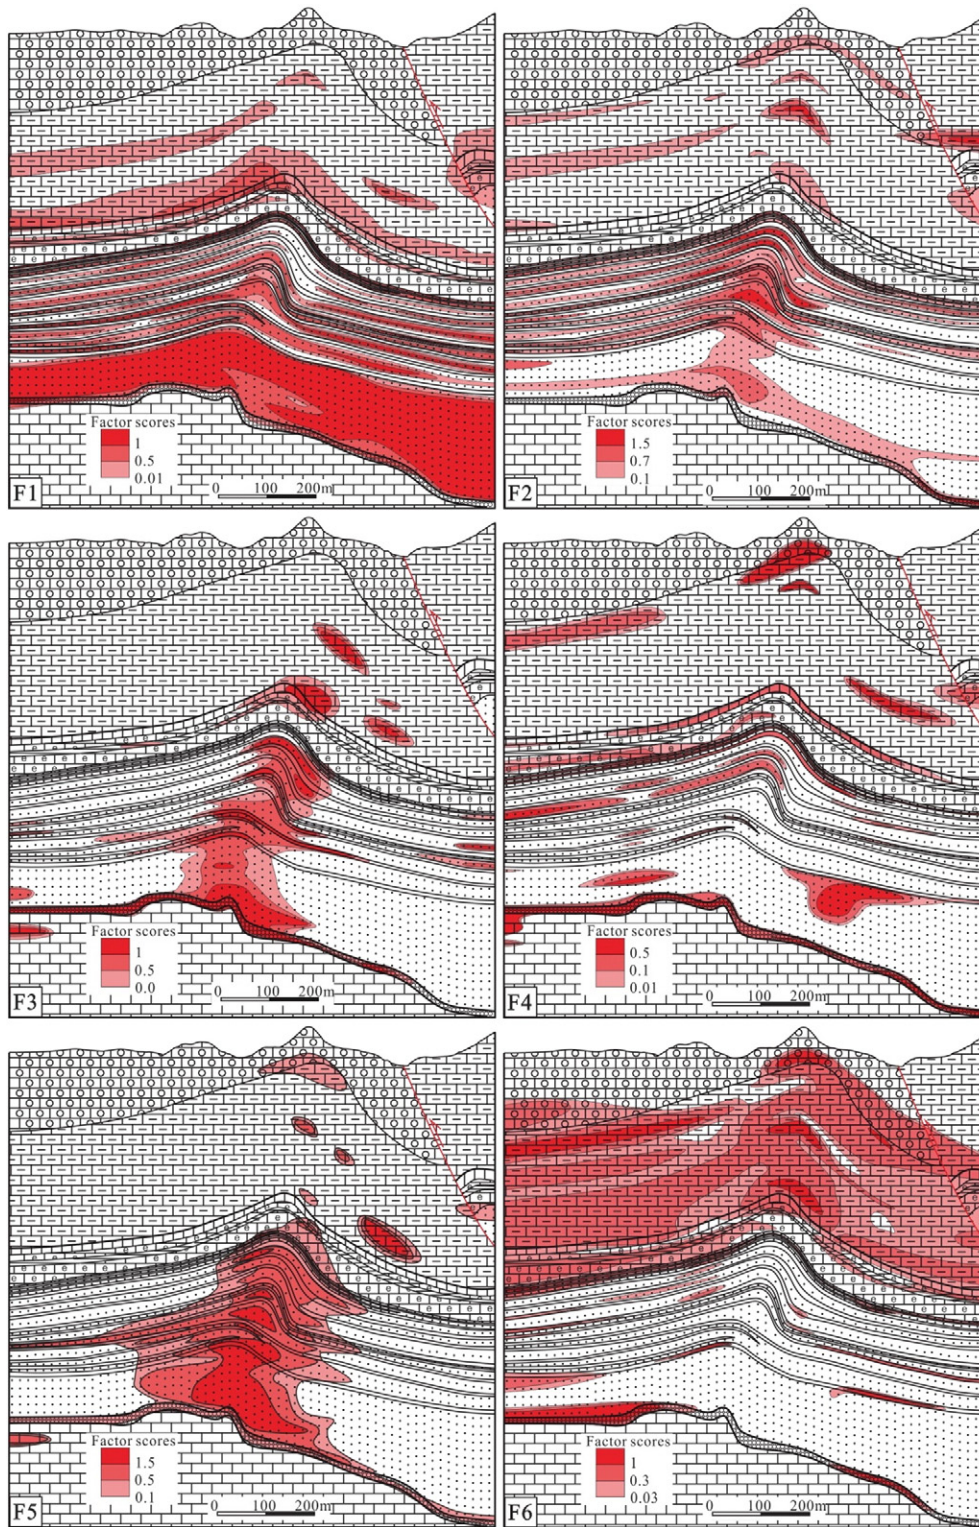 Factor scores
1
0.5
0.01
F1
0 100 200m
Factor scores
1.5
0.7
0.1
F2
0 100 200m
Factor scores
1
0.5
0.0
F3
0 100 200m
Factor scores
0.5
0.1
0.01
F4
0 100 200m
Factor scores
1.5
0.5
0.1
F5
0 100 200m
Factor scores
1
0.3
0.03
F6
0 100 200m